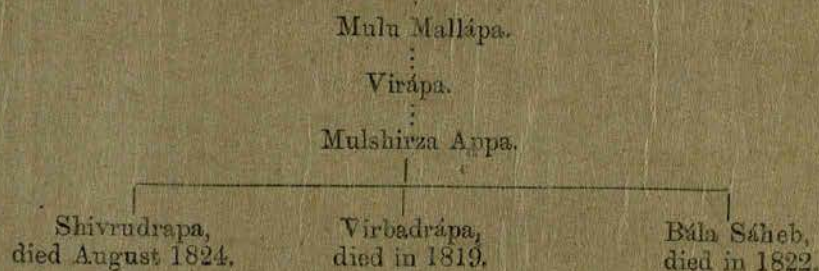 Mulu Mallápa.
Virápa.
Mulshirza Appa.
Shivrudrapa,
died August 1824.
Virbadrápa,
died in 1819.
Bála Sáheb,
died in 1822.